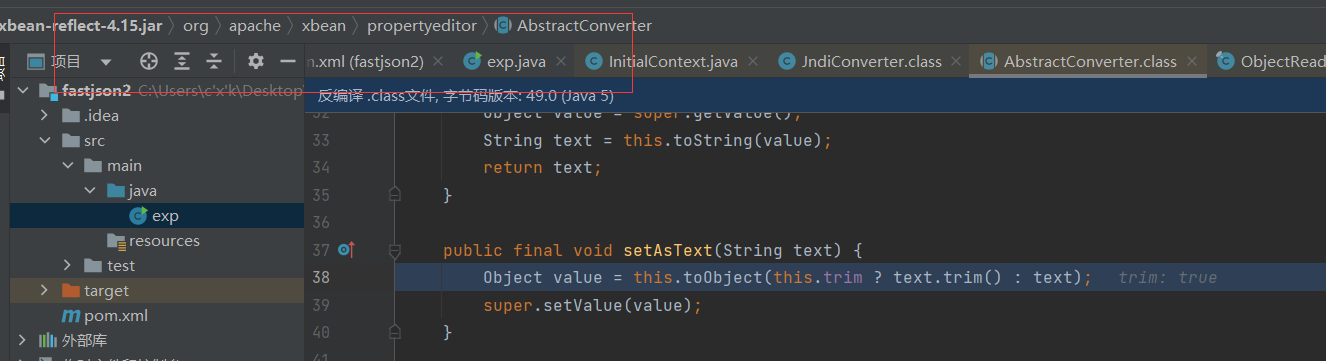 xbean-reflect-4.15.jar 〉 org 〉 apache 〉 xbean 〉 propertyeditor 〉 AbstractConverter
项目
n.xml (fastjson2) × exp.java × InitialContext.java × JndiConverter.class × AbstractConverter.class × ObjectRead
fastjson2 C:\Users\c'x'k\Desktop\
反编译 .class文件, 字节码版本: 49.0 (Java 5)
.idea
src
main
java
exp
resources
test
target
pom.xml
外部库
32 Object value = super.getValue();
33 String text = this.toString(value);
34 return text;
35 }
36
37 public final void setAsText(String text) {
38 Object value = this.toObject(this.trim ? text.trim() : text); trim: true
39 super.setValue(value);
40 }
41